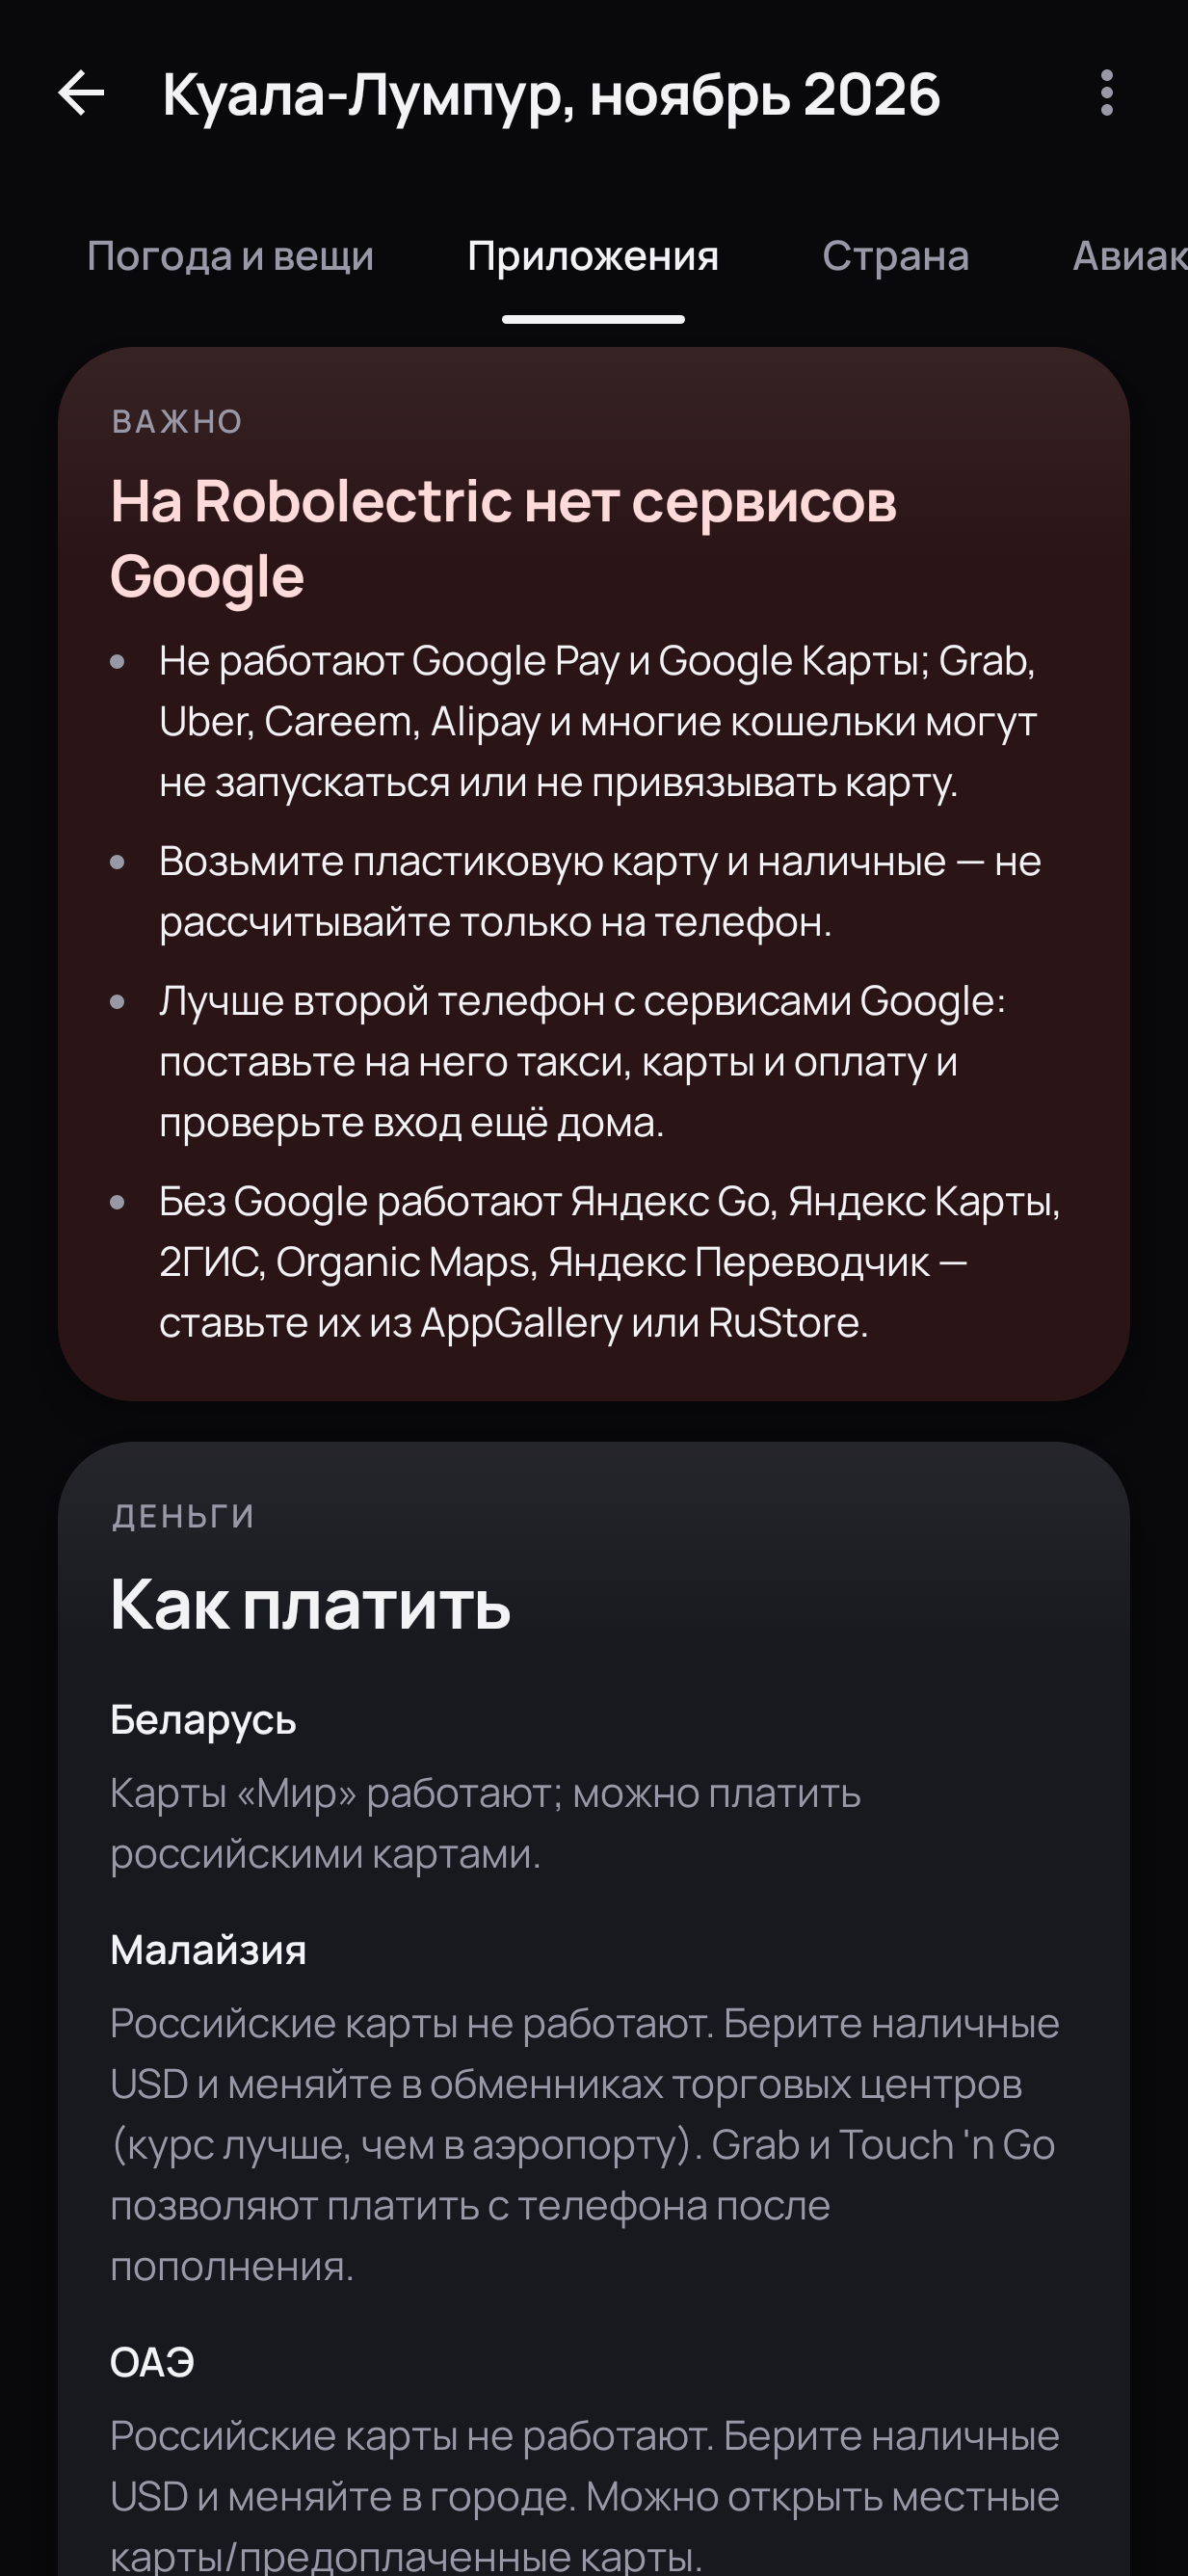 Куала-Лумпур, ноябрь 2026
Погода и вещи Приложения Страна Авиак
ВАЖНО
На Robolectric нет сервисов
Google
Не работают Google Pay и Google Карты; Grab,
Uber, Careem, Alipay и многие кошельки могут
не запускаться или не привязывать карту.
Возьмите пластиковую карту и наличные — не
рассчитывайте только на телефон.
Лучше второй телефон с сервисами Google:
поставьте на него такси, карты и оплату и
проверьте вход ещё дома.
Без Google работают Яндекс Go, Яндекс Карты,
2ГИС, Organic Maps, Яндекс Переводчик —
ставьте их из AppGallery или RuStore.
ДЕНЬГИ
Как платить
Беларусь
Карты «Мир» работают; можно платить
российскими картами.
Малайзия
Российские карты не работают. Берите наличные
USD и меняйте в обменниках торговых центров
(курс лучше, чем в аэропорту). Grab и Touch 'n Go
позволяют платить с телефона после
пополнения.
ОАЭ
Российские карты не работают. Берите наличные
USD и меняйте в городе. Можно открыть местные
карты/предоплаченные карты.